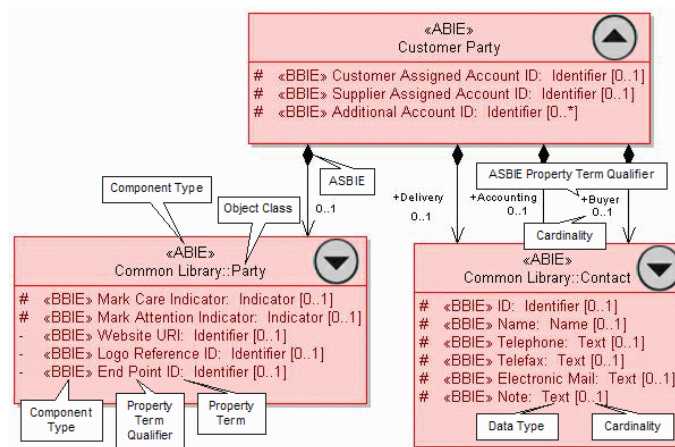 «ABIE»
Customer Party
# «BBIE» Customer Assigned Account ID: Identifier [0..1]
# «BBIE» Supplier Assigned Account ID: Identifier [0..1]
# «BBIE» Additional Account ID: Identifier [0..*]
ASBIE
ASBIE Property Term Qualifier
Component Type
Object Class
0..1
+Delivery
0..1
+Accounting
0..1
+Buyer
0..1
Cardinality
«ABIE»
Common Library::Party
# «BBIE» Mark Care Indicator: Indicator [0..1]
# «BBIE» Mark Attention Indicator: Indicator [0..1]
- «BBIE» Website URI: Identifier [0..1]
- «BBIE» Logo Reference ID: Identifier [0..1]
- «BBIE» End Point ID: Identifier [0..1]
Component
Type
Property
Term
Qualifier
Property
Term
«ABIE»
Common Library::Contact
# «BBIE» ID: Identifier [0..1]
# «BBIE» Name: Name [0..1]
# «BBIE» Telephone: Text [0..1]
# «BBIE» Telefax: Text [0..1]
# «BBIE» Electronic Mail: Text [0..1]
# «BBIE» Note: Text [0..1]
Data Type
Cardinality